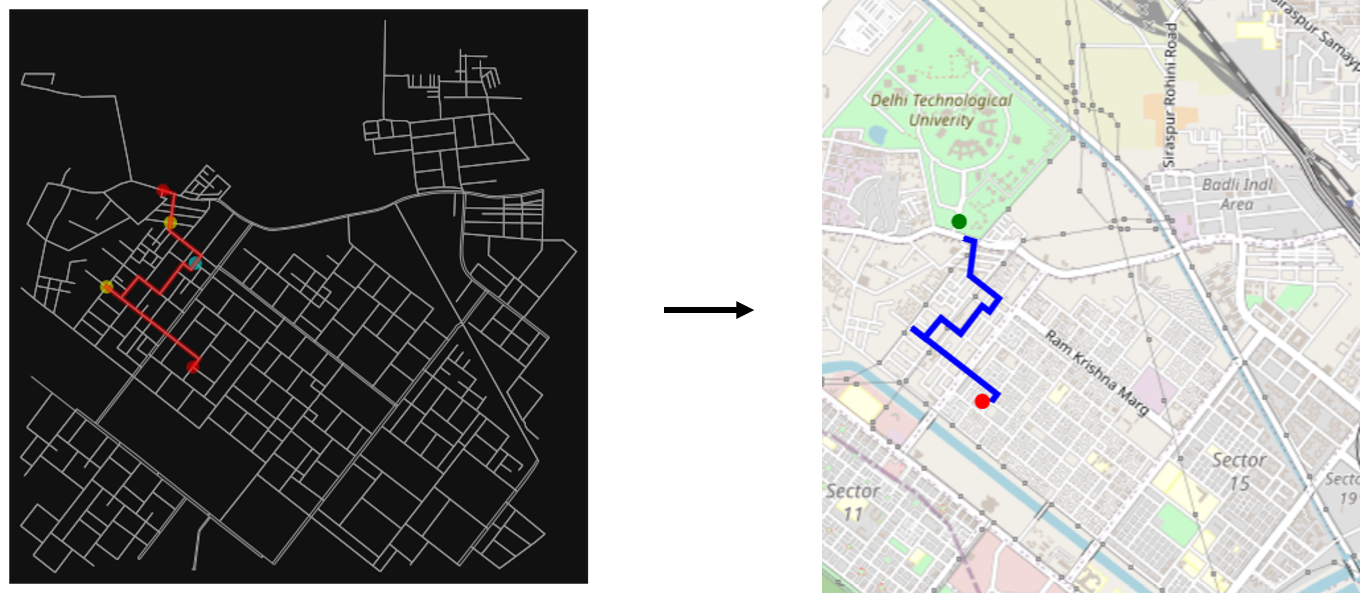 Delhi Technological
Univerity
Siraspur Rohini Road
Siraspur Samayp
Badli Indl
Area
Ram Krishna Marg
Sector
15
Secto
19
Sector
11